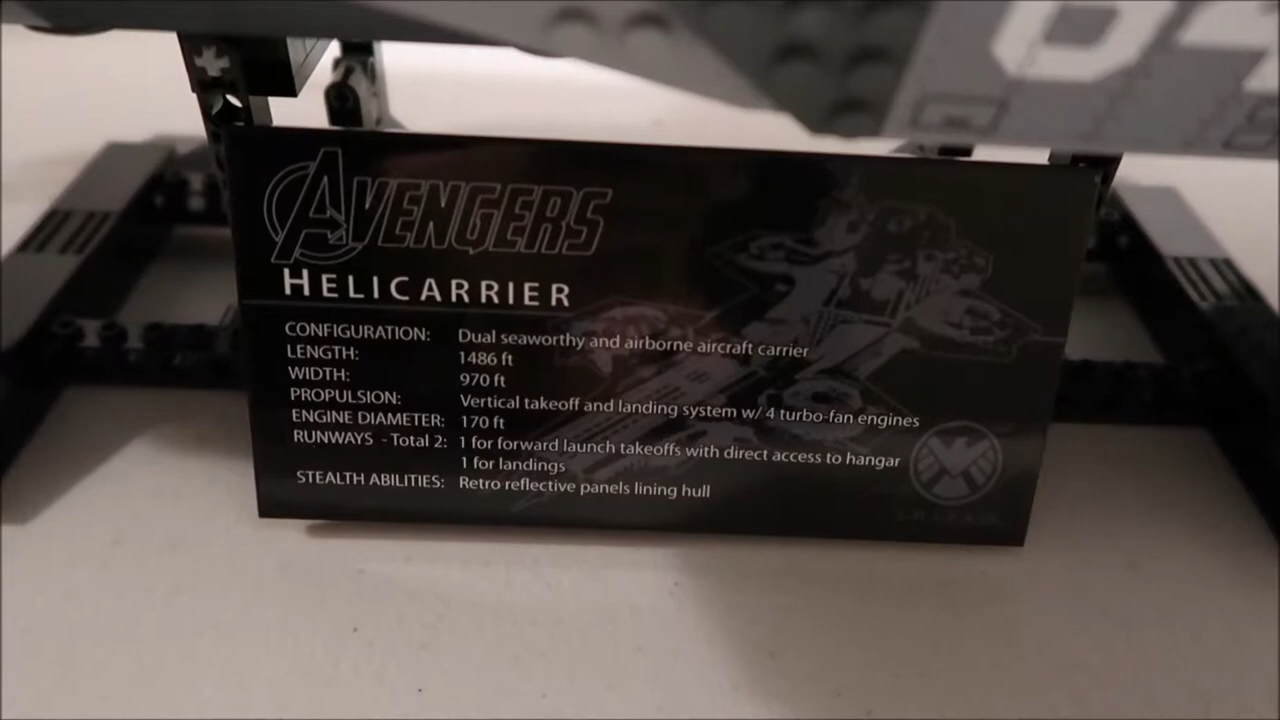 64
AVENGERS
HELICARRIER
CONFIGURATION: Dual seaworthy and airborne aircraft carrier
LENGTH: 1486 ft
WIDTH: 970 ft
PROPULSION: Vertical takeoff and landing system w/ 4 turbo-fan engines
ENGINE DIAMETER: 170 ft
RUNWAYS - Total 2: 1 for forward launch takeoffs with direct access to hangar
1 for landings
STEALTH ABILITIES: Retro reflective panels lining hull